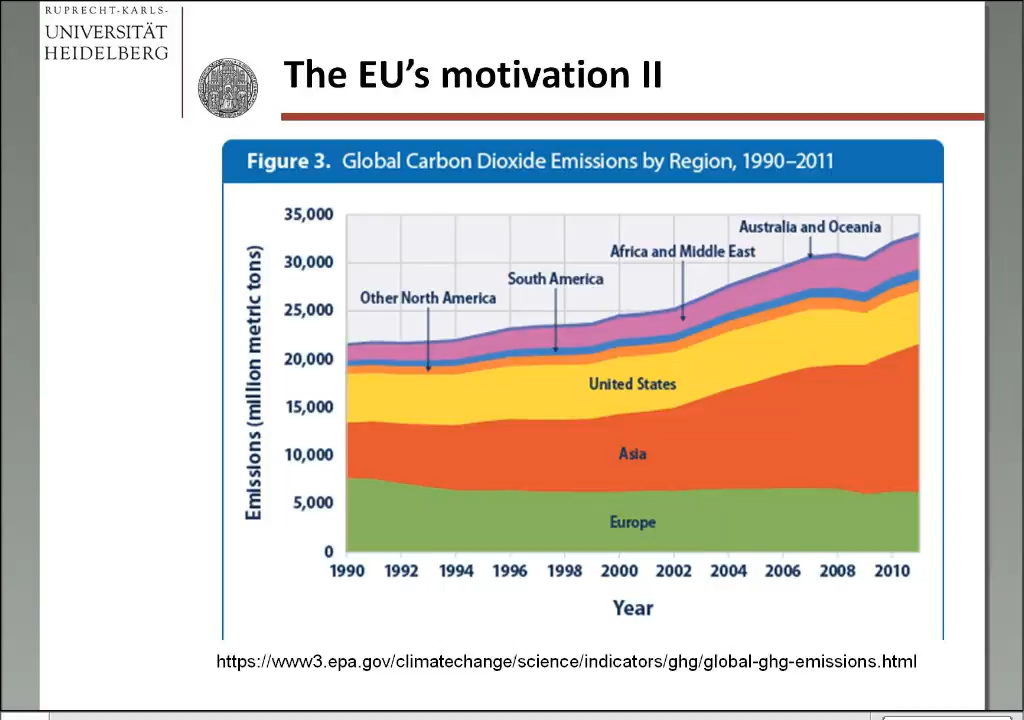 RUPRECHT-KARLS-
UNIVERSITÄT
HEIDELBERG
The EU’s motivation II
Figure 3. Global Carbon Dioxide Emissions by Region, 1990–2011
Emissions (million metric tons)
35,000
30,000
25,000
20,000
15,000
10,000
5,000
0
Australia and Oceania
Africa and Middle East
South America
Other North America
United States
Asia
Europe
1990 1992 1994 1996 1998 2000 2002 2004 2006 2008 2010
Year
https://www3.epa.gov/climatechange/science/indicators/ghg/global-ghg-emissions.html